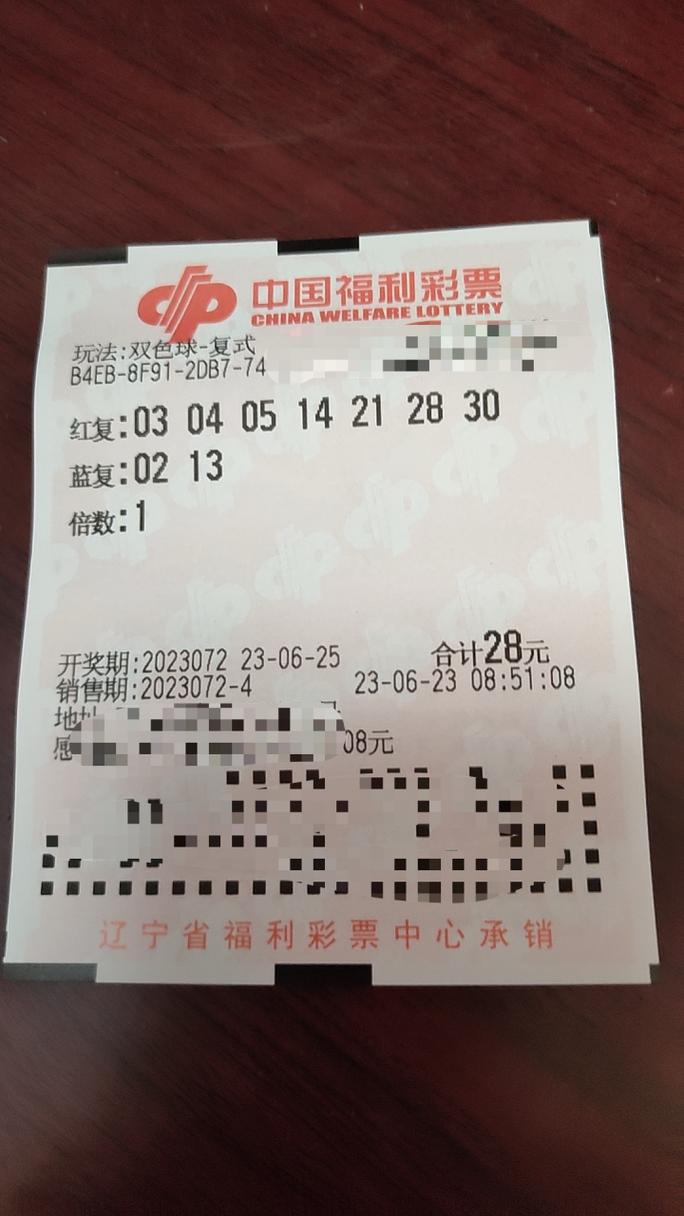 中国福利彩票
CHINA WELFARE LOTTERY
玩法:双色球-复式
B4EB-8F91-2DB7-74
红复:03 04 05 14 21 28 30
蓝复:02 13
倍数:1
开奖期:2023072 23-06-25 合计28元
销售期:2023072-4 23-06-23 08:51:08
地址
感 08元
辽宁省福利彩票中心承销